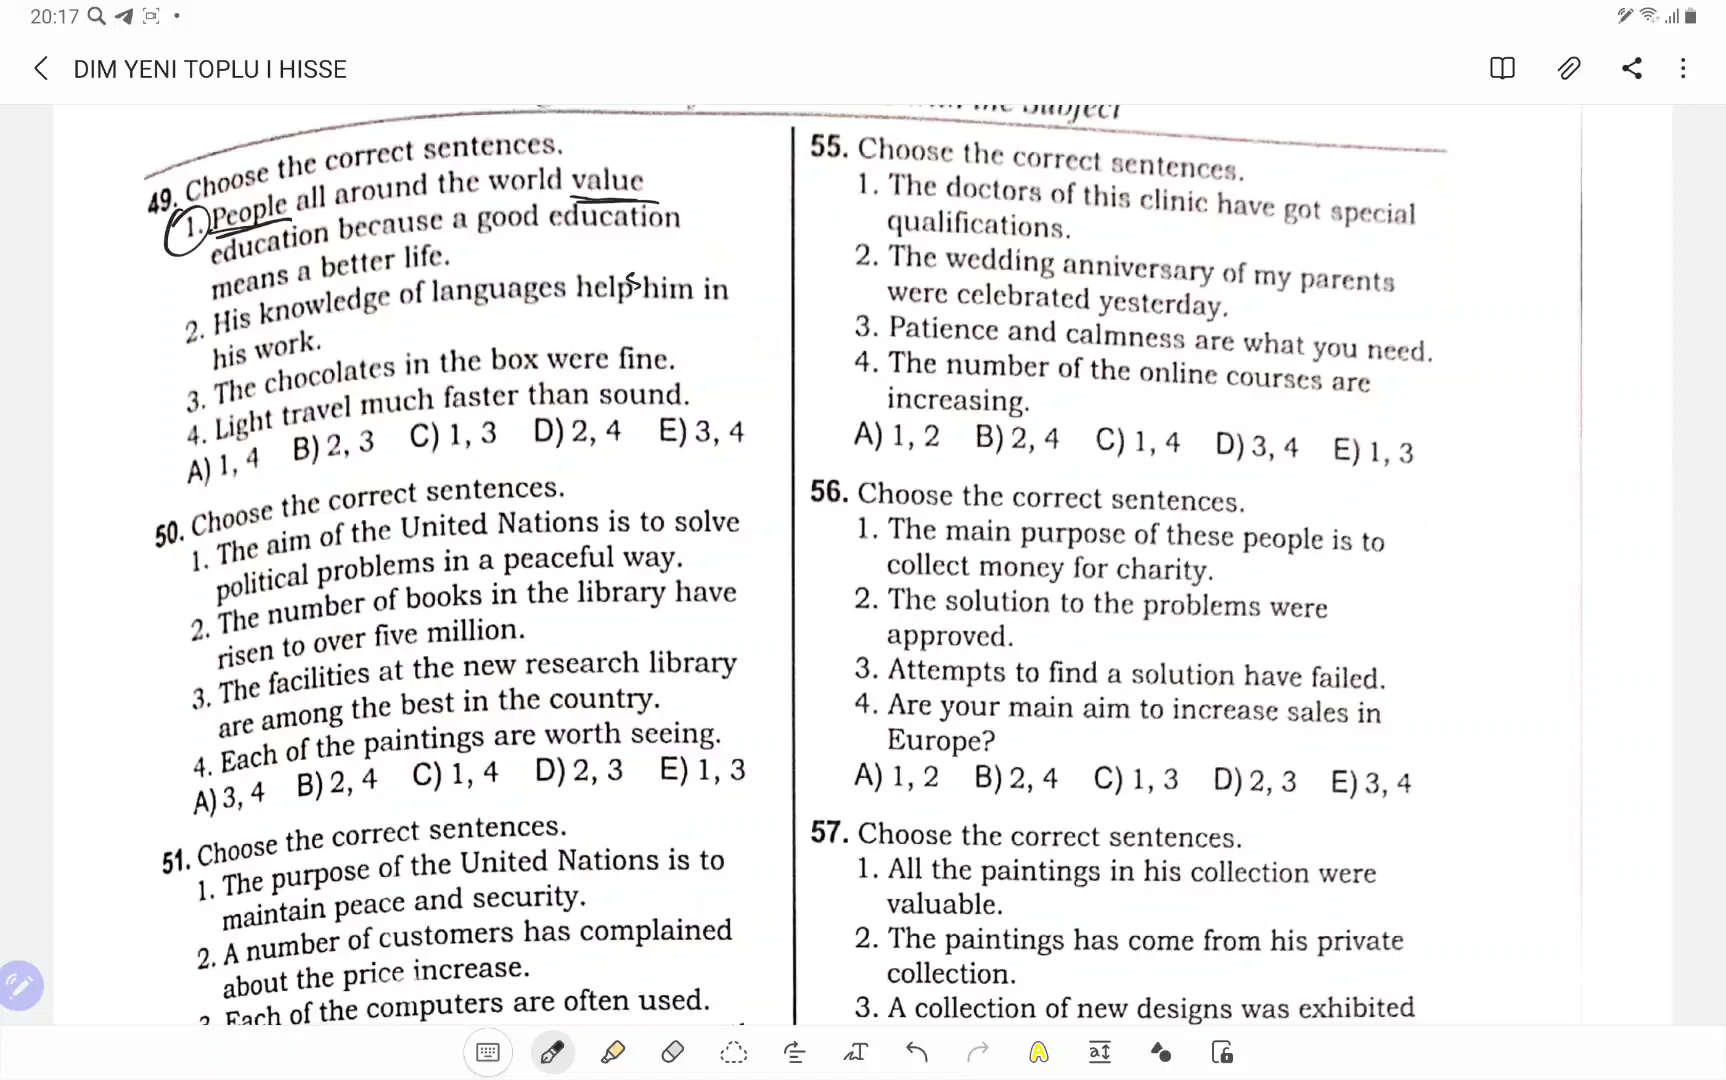 20:17
DIM YENI TOPLU I HISSE
the Subject
49. Choose the correct sentences.
1. People all around the world value
education because a good education
means a better life.
2. His knowledge of languages help s him in
his work.
3. The chocolates in the box were fine.
4. Light travel much faster than sound.
A) 1, 4 B) 2, 3 C) 1, 3 D) 2, 4 E) 3, 4
50. Choose the correct sentences.
1. The aim of the United Nations is to solve
political problems in a peaceful way.
2. The number of books in the library have
risen to over five million.
3. The facilities at the new research library
are among the best in the country.
4. Each of the paintings are worth seeing.
A) 3, 4 B) 2, 4 C) 1, 4 D) 2, 3 E) 1, 3
51. Choose the correct sentences.
1. The purpose of the United Nations is to
maintain peace and security.
2. A number of customers has complained
about the price increase.
3. Each of the computers are often used.
55. Choose the correct sentences.
1. The doctors of this clinic have got special
qualifications.
2. The wedding anniversary of my parents
were celebrated yesterday.
3. Patience and calmness are what you need.
4. The number of the online courses are
increasing.
A) 1, 2 B) 2, 4 C) 1, 4 D) 3, 4 E) 1, 3
56. Choose the correct sentences.
1. The main purpose of these people is to
collect money for charity.
2. The solution to the problems were
approved.
3. Attempts to find a solution have failed.
4. Are your main aim to increase sales in
Europe?
A) 1, 2 B) 2, 4 C) 1, 3 D) 2, 3 E) 3, 4
57. Choose the correct sentences.
1. All the paintings in his collection were
valuable.
2. The paintings has come from his private
collection.
3. A collection of new designs was exhibited